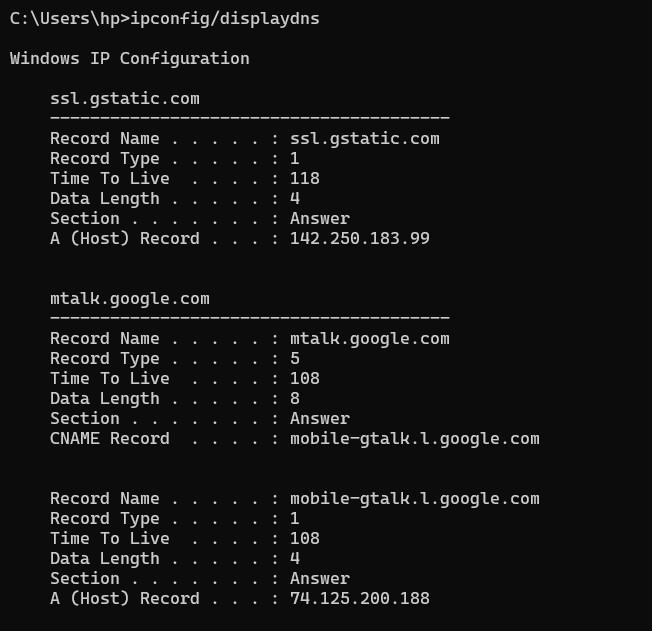 C:\Users\hp>ipconfig/displaydns
Windows IP Configuration
ssl.gstatic.com
----------------------------------------
Record Name . . . . . : ssl.gstatic.com
Record Type . . . . . : 1
Time To Live  . . . . : 118
Data Length . . . . . : 4
Section . . . . . . . : Answer
A (Host) Record . . . : 142.250.183.99
mtalk.google.com
----------------------------------------
Record Name . . . . . : mtalk.google.com
Record Type . . . . . : 5
Time To Live  . . . . : 108
Data Length . . . . . : 8
Section . . . . . . . : Answer
CNAME Record  . . . . : mobile-gtalk.l.google.com
Record Name . . . . . : mobile-gtalk.l.google.com
Record Type . . . . . : 1
Time To Live  . . . . : 108
Data Length . . . . . : 4
Section . . . . . . . : Answer
A (Host) Record . . . : 74.125.200.188